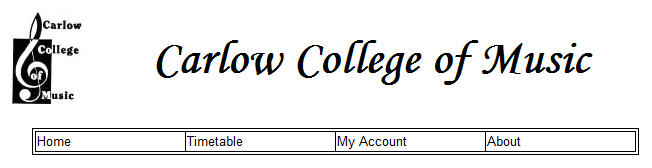 Carlow
College
of
Music
Carlow College of Music
Home Timetable My Account About